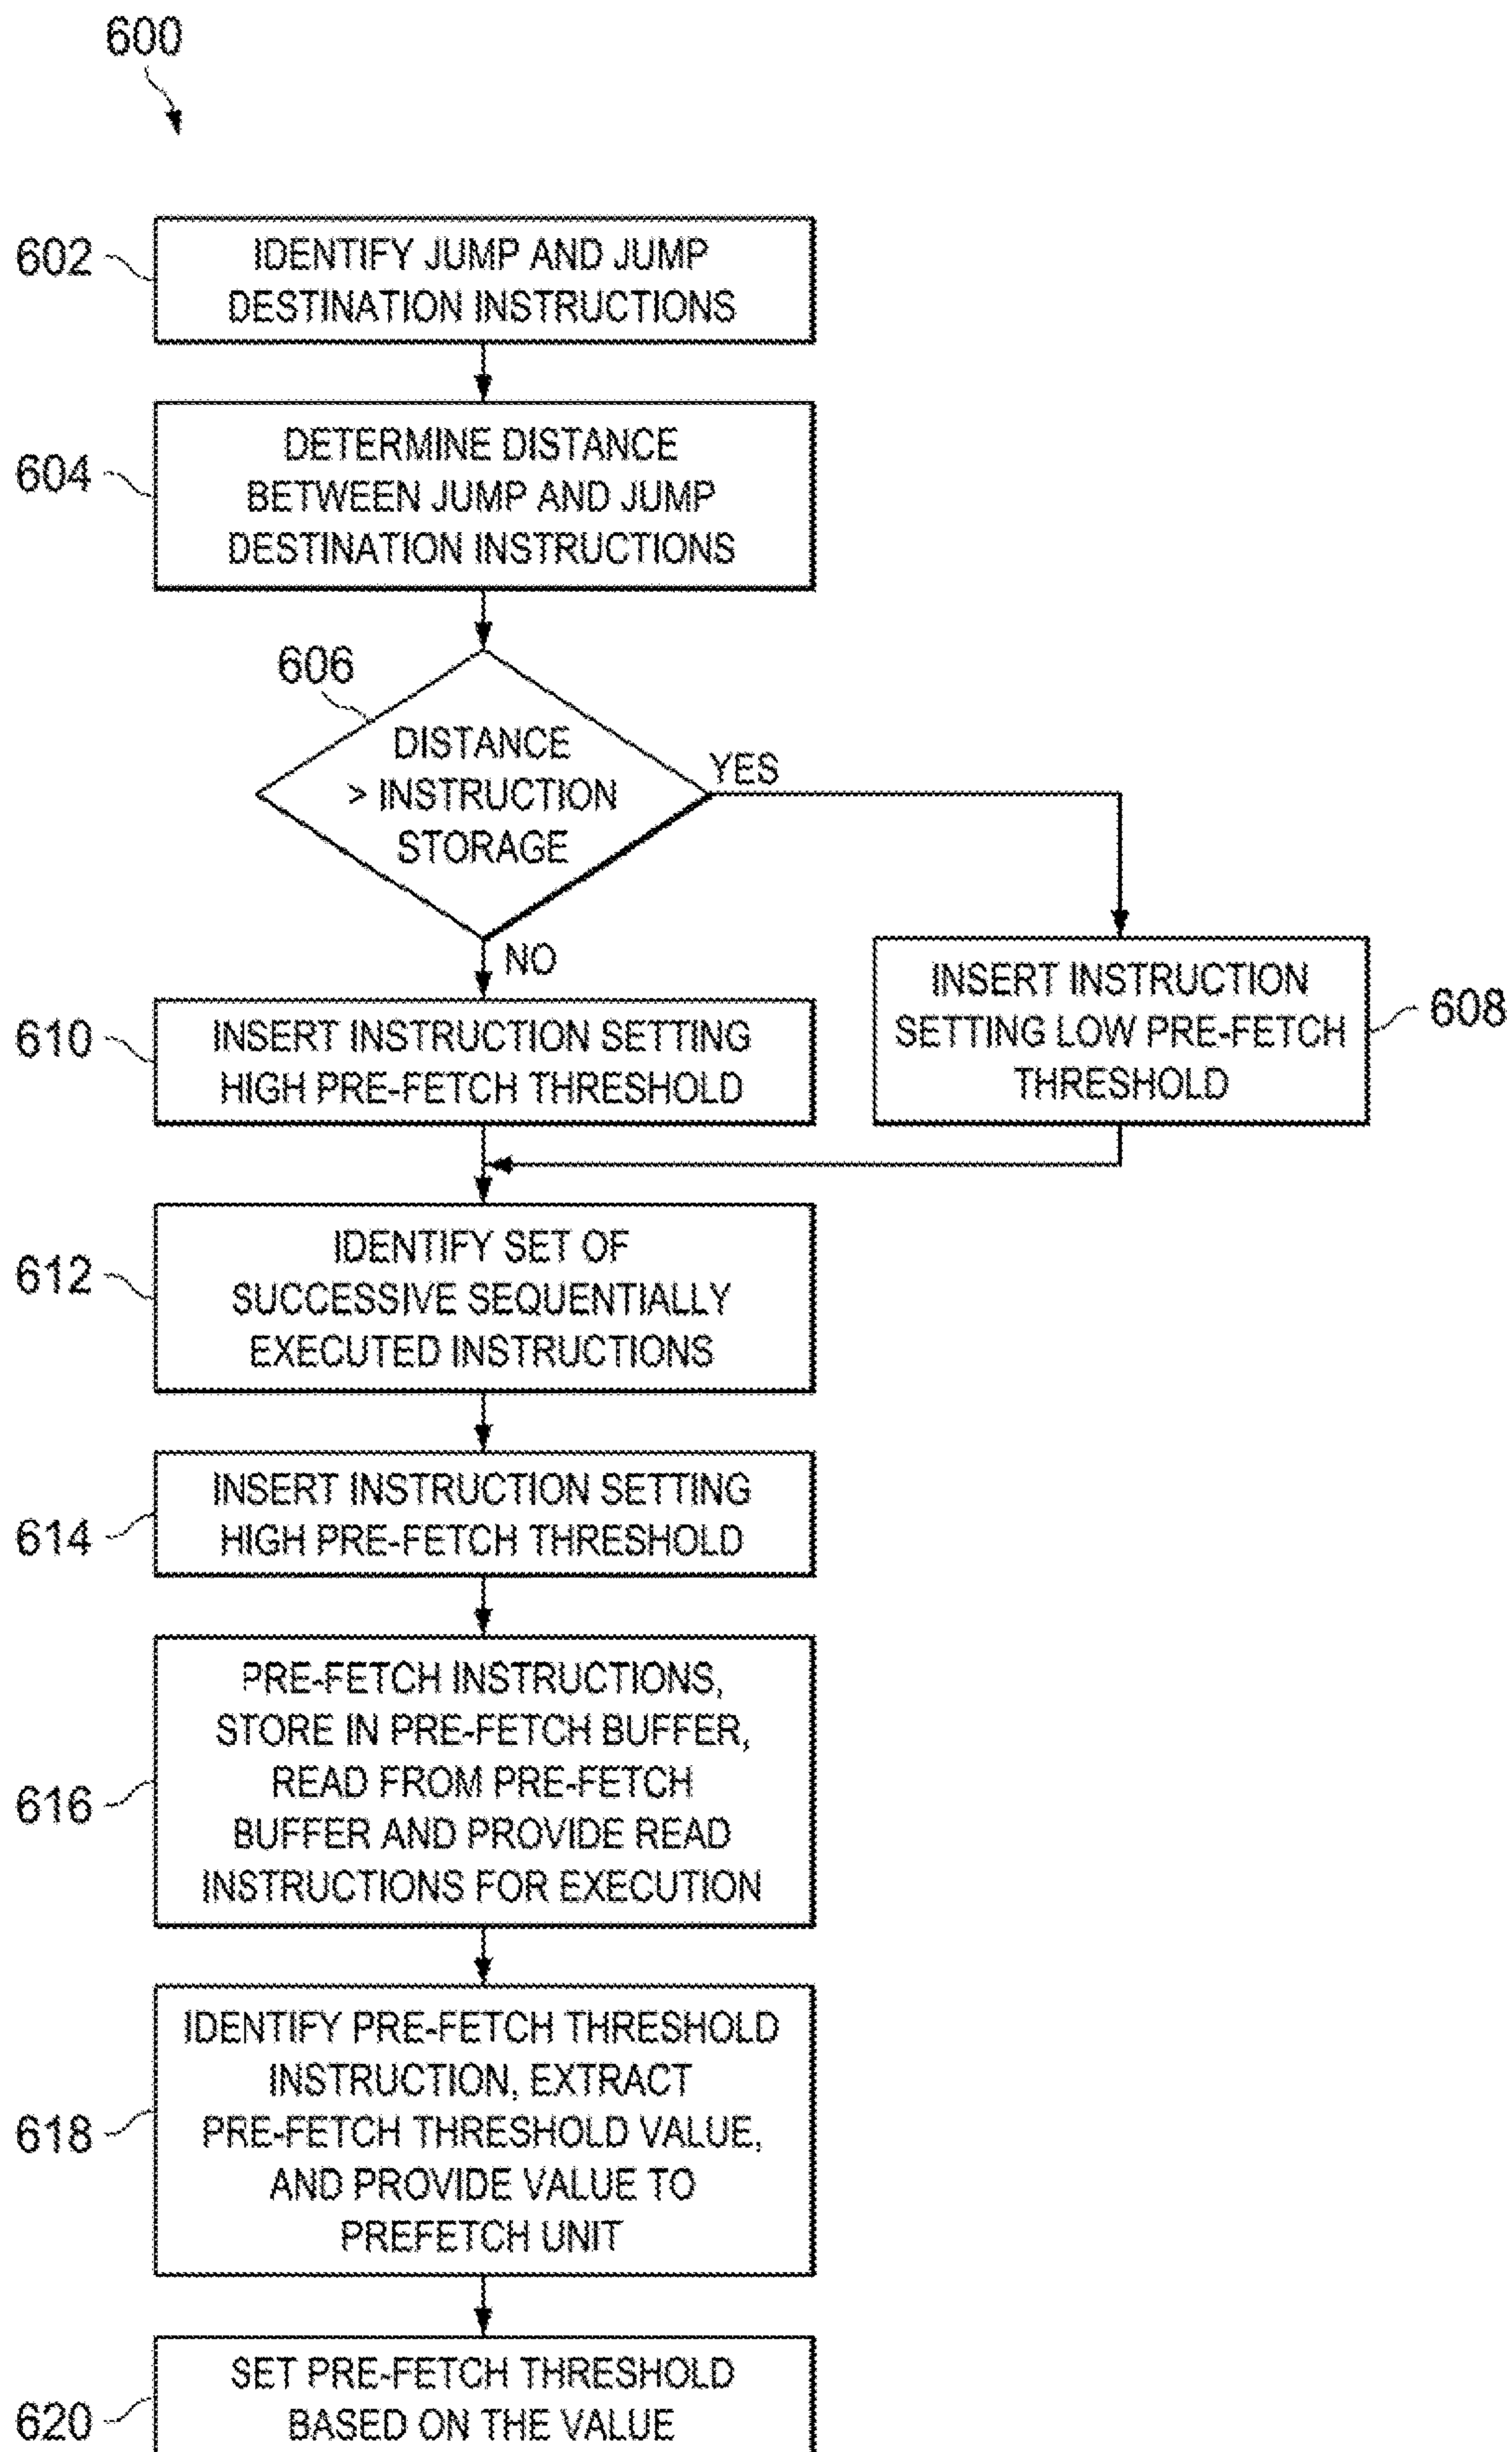 600
602
IDENTIFY JUMP AND JUMP
DESTINATION INSTRUCTIONS
604
DETERMINE DISTANCE
BETWEEN JUMP AND JUMP
DESTINATION INSTRUCTIONS
606
DISTANCE
> INSTRUCTION
STORAGE
YES
NO
610
INSERT INSTRUCTION SETTING
HIGH PRE-FETCH THRESHOLD
INSERT INSTRUCTION
SETTING LOW PRE-FETCH
THRESHOLD
608
612
IDENTIFY SET OF
SUCCESSIVE SEQUENTIALLY
EXECUTED INSTRUCTIONS
614
INSERT INSTRUCTION SETTING
HIGH PRE-FETCH THRESHOLD
616
PRE-FETCH INSTRUCTIONS,
STORE IN PRE-FETCH BUFFER,
READ FROM PRE-FETCH
BUFFER AND PROVIDE READ
INSTRUCTIONS FOR EXECUTION
618
IDENTIFY PRE-FETCH THRESHOLD
INSTRUCTION, EXTRACT
PRE-FETCH THRESHOLD VALUE,
AND PROVIDE VALUE TO
PREFETCH UNIT
620
SET PRE-FETCH THRESHOLD
BASED ON THE VALUE